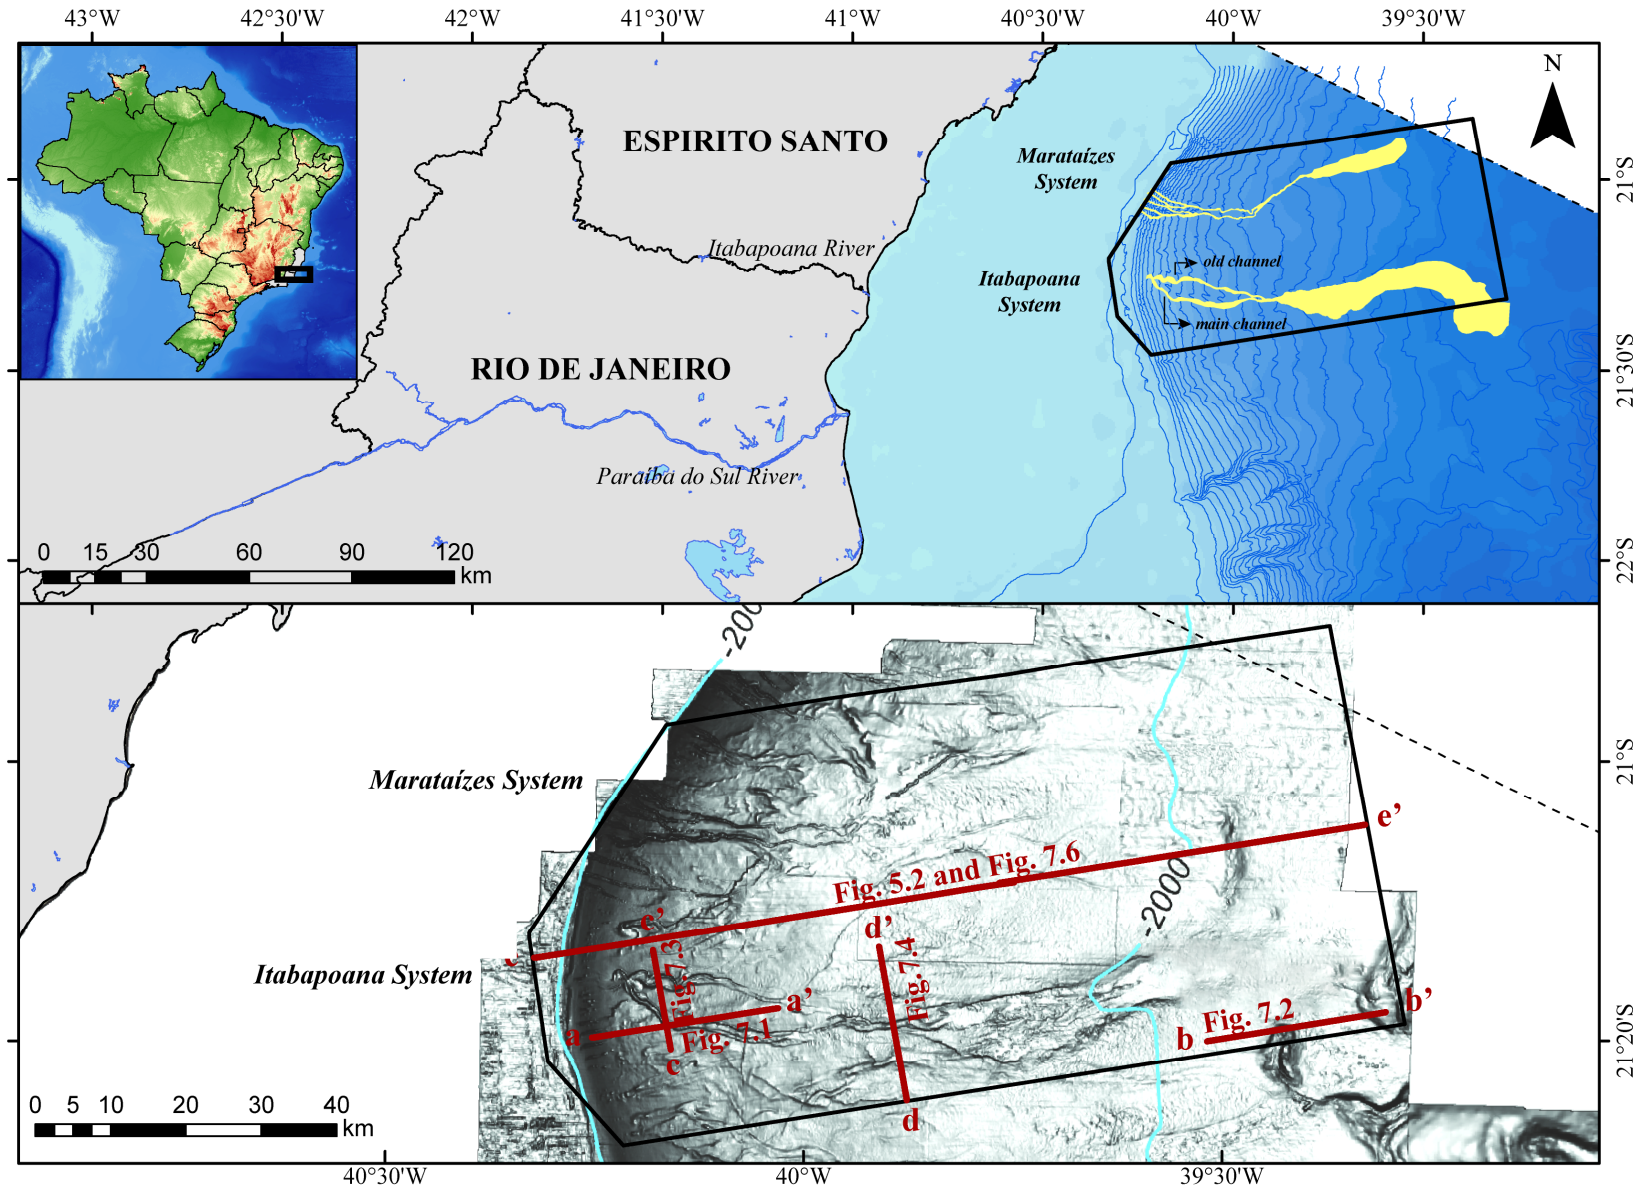 43°W 42°30'W 42°W 41°30'W 41°W 40°30'W 40°W 39°30'W
N
ESPIRITO SANTO
Marataízes
System
21°S
Itabapoana River
old channel
Itabapoana
System
main channel
RIO DE JANEIRO
21°30'S
Paraíba do Sul River
0 15 30 60 90 120
km
22°S
-200
Marataízes System
21°S
e'
Fig. 5.2 and Fig. 7.6
-2000
c'
d'
Fig.7.3
Fig.7.4
Itabapoana System
a'
b'
Fig. 7.2
a
Fig. 7.1
b
21°20'S
c
d
0 5 10 20 30 40
km
40°30'W 40°W 39°30'W